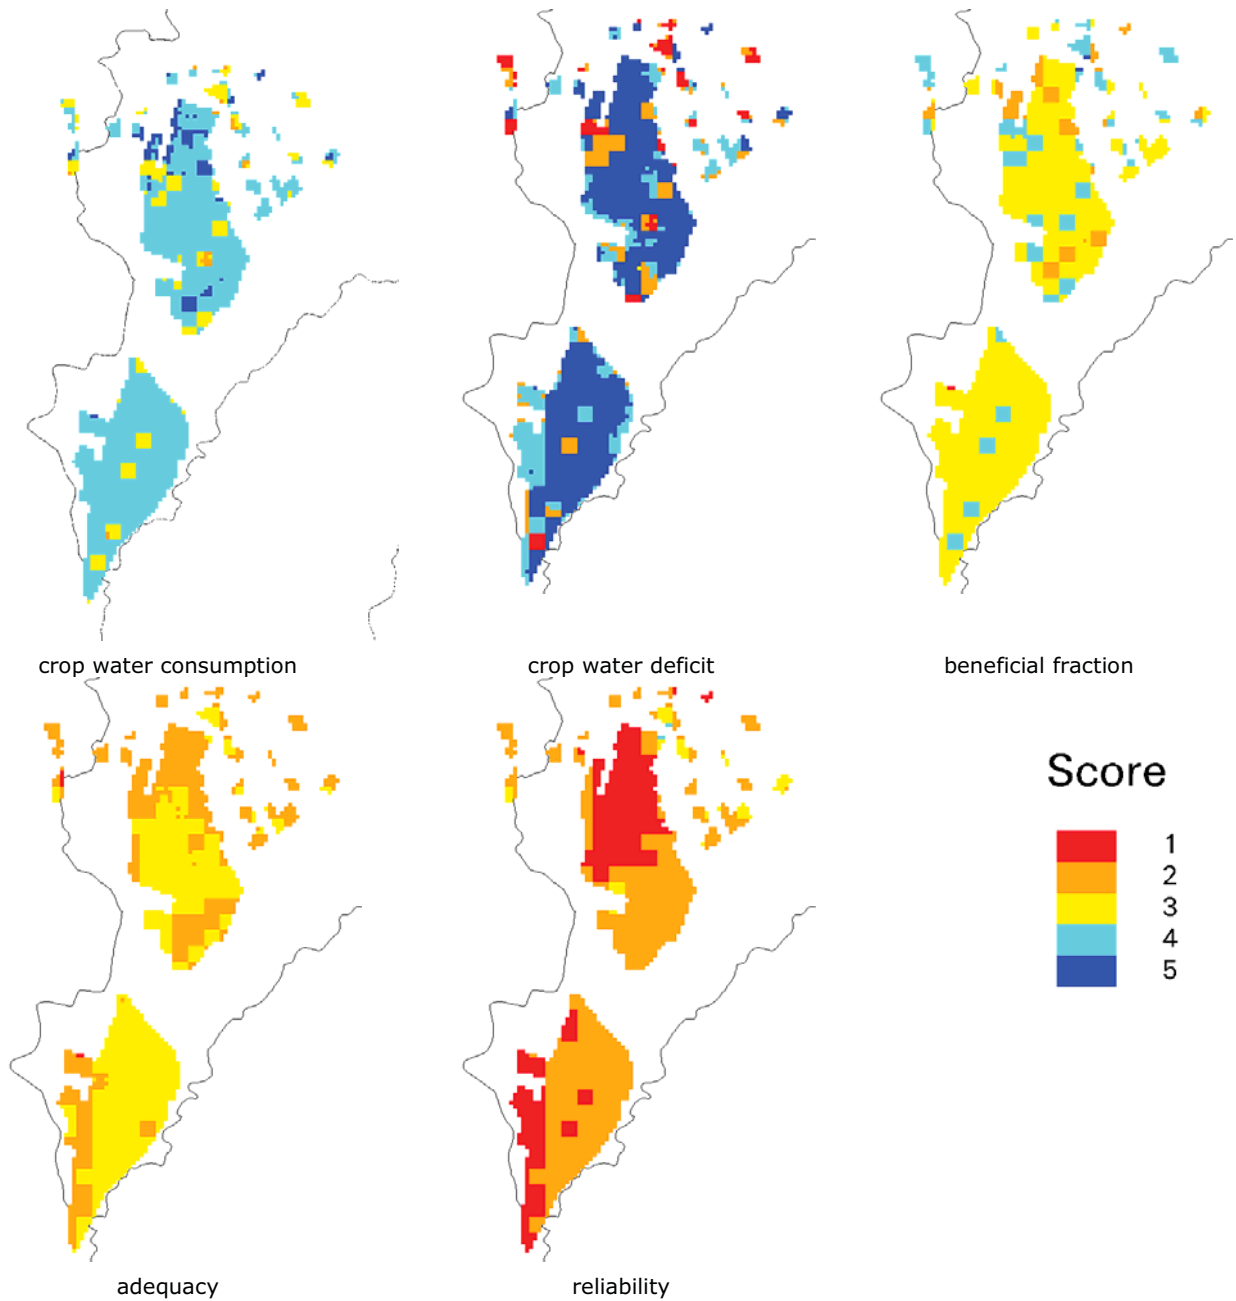 crop water consumption
crop water deficit
beneficial fraction
Score
1
2
3
4
5
adequacy
reliability